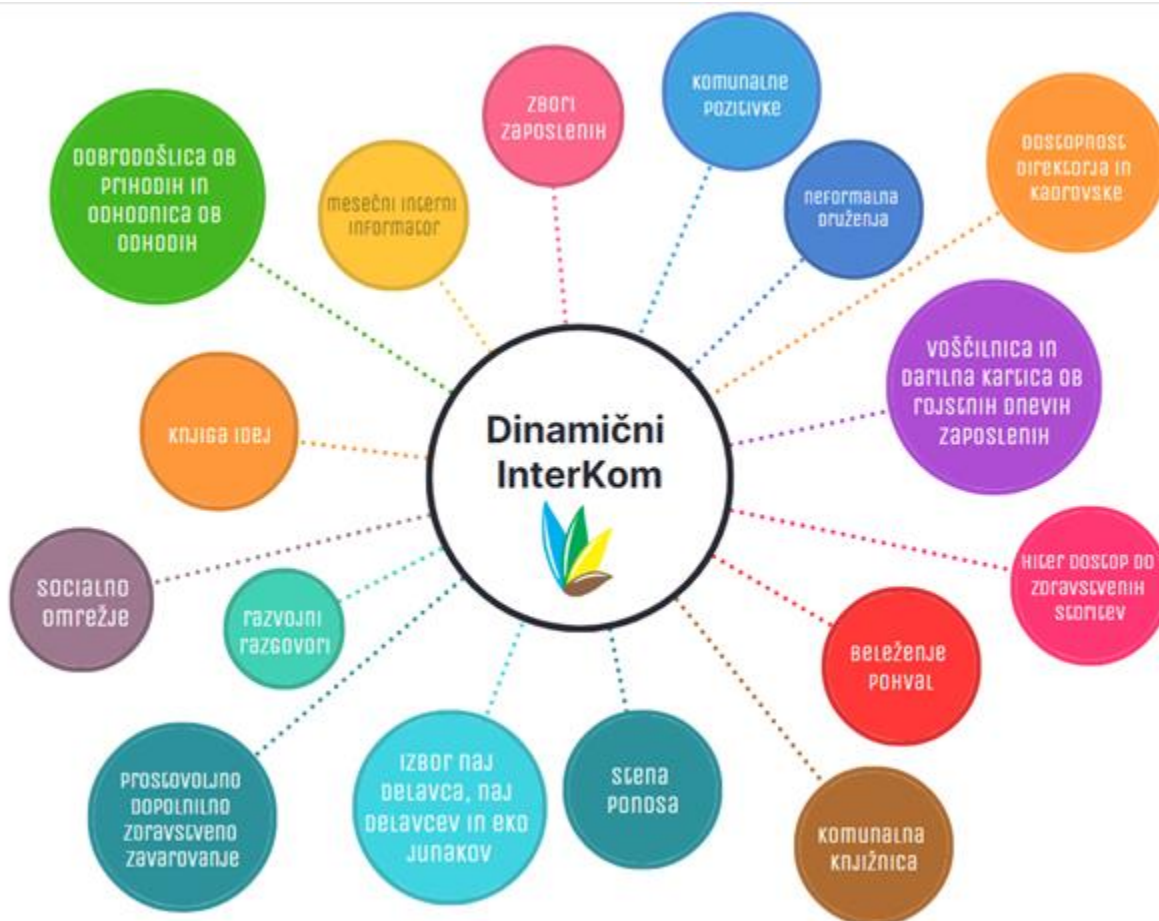 DOBRODOŠLICA OB
PRIHODIH IN
ODHODNICA OB
ODHODIH
MESEČNI INTERNI
INFORMATOR
ZBORI
ZAPOSLENIH
KOMUNALNE
POZITIVKE
NEFORMALNA
DRUŽENJA
DOSTOPNOST
DIREKTORJA IN
KADROVSKE
VOŠČILNICA IN
DARILNA KARTICA OB
ROJSTNIH DNEVIH
ZAPOSLENIH
KNJIGA IDEJ
Dinamični
InterKom
SOCIALNO
OMREŽJE
RAZVOJNI
RAZGOVORI
HITER DOSTOP DO
ZDRAVSTVENIH
STORITEV
BELEŽENJE
POHVAL
PROSTOVOLJNO
DOPOLNILNO
ZDRAVSTVENO
ZAVAROVANJE
IZBOR NAJ
DELAVCA, NAJ
DELAVCEV IN EKO
JUNAKOV
STENA
PONOSA
KOMUNALNA
KNJIŽNICA